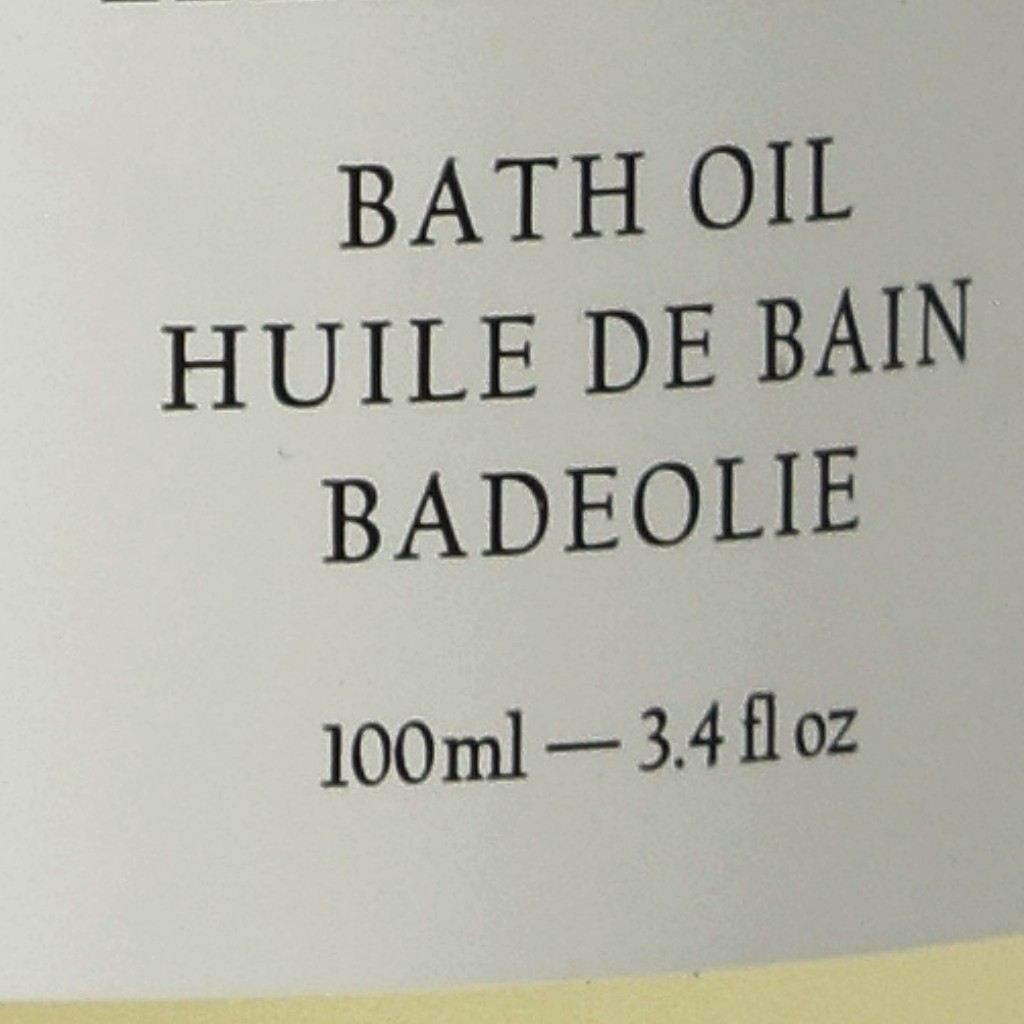 BATH OIL
HUILE DE BAIN
BADEOLIE
100ml — 3.4 fl oz